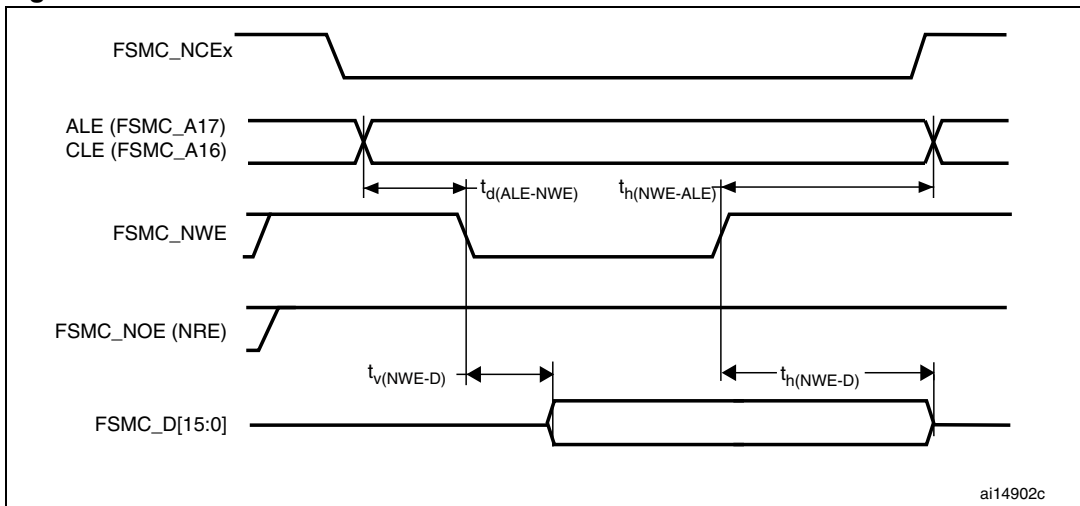 FSMC_NCEx
ALE (FSMC_A17)
CLE (FSMC_A16)
td(ALE-NWE)
th(NWE-ALE)
FSMC_NWE
FSMC_NOE (NRE)
tv(NWE-D)
th(NWE-D)
FSMC_D[15:0]
ai14902c